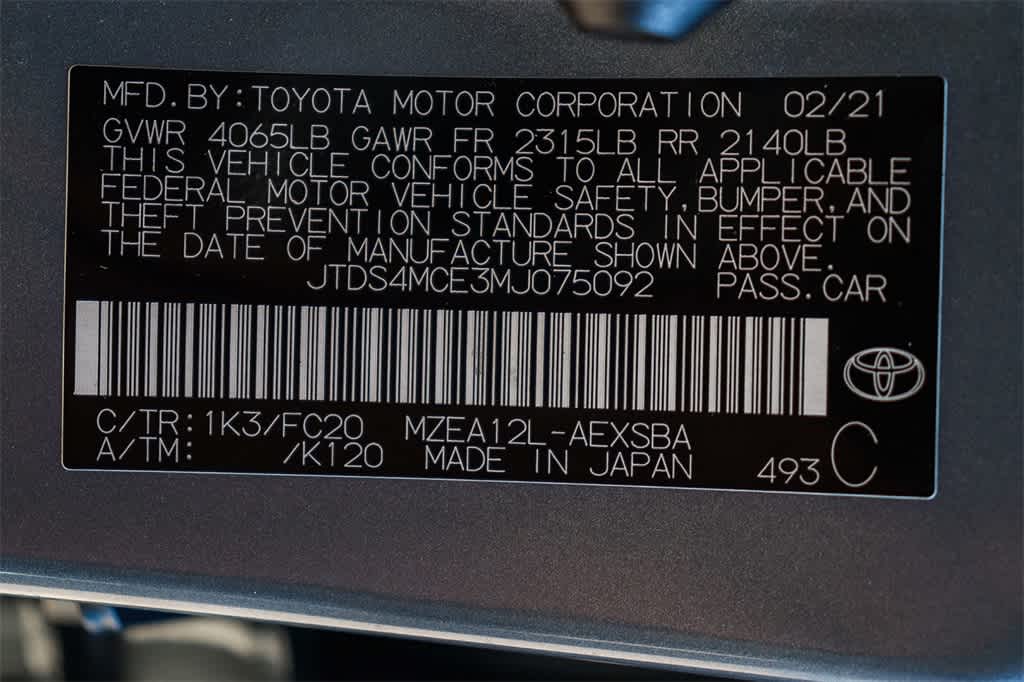 MFD.BY:TOYOTA MOTOR CORPORATION 02/21
GVWR 4065LB GAWR FR 2315LB RR 2140LB
THIS VEHICLE CONFORMS TO ALL APPLICABLE
FEDERAL MOTOR VEHICLE SAFETY, BUMPER, AND
THEFT PREVENTION STANDARDS IN EFFECT ON
THE DATE OF MANUFACTURE SHOWN ABOVE.
JTDS4MCE3MJ075092 PASS.CAR
C/TR:1K3/FC20 MZEA12L-AEXSBA
A/TM: /K120 MADE IN JAPAN 493 C